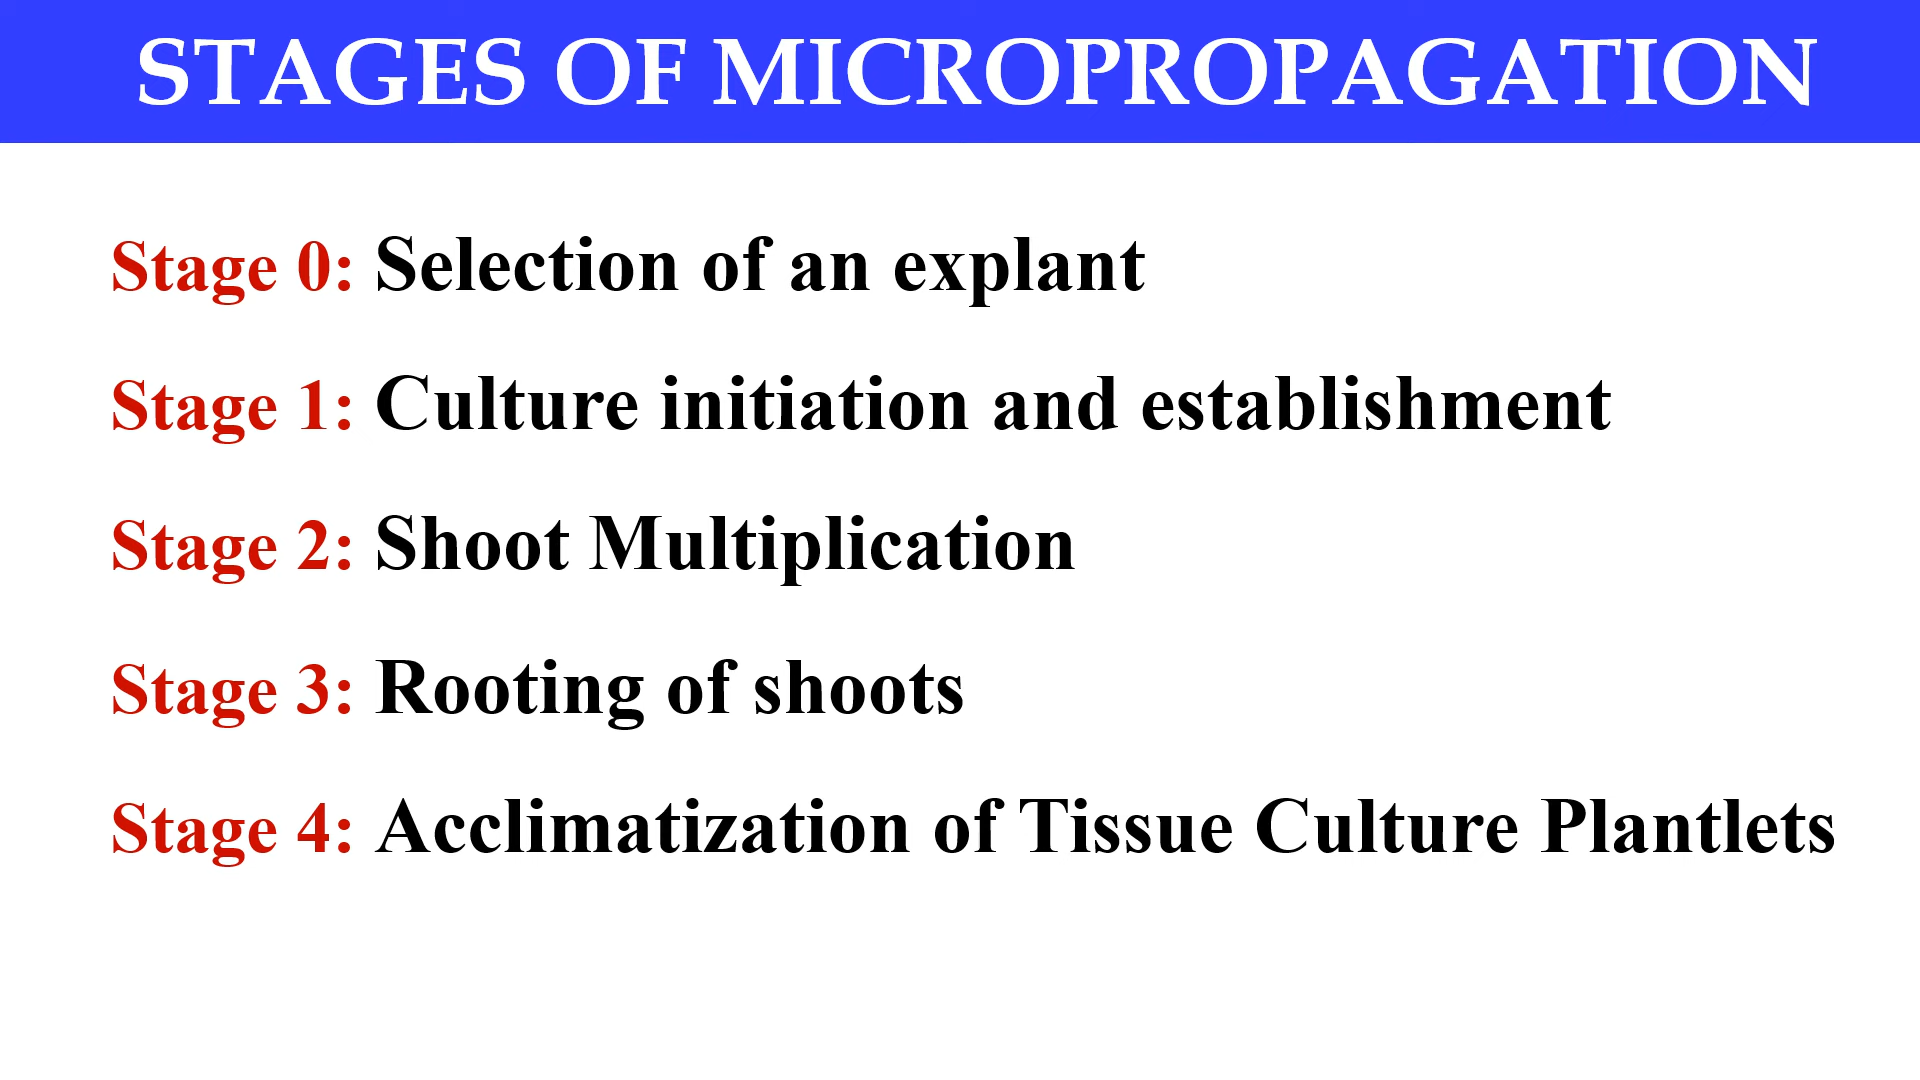 STAGES OF MICROPROPAGATION
Stage 0: Selection of an explant
Stage 1: Culture initiation and establishment
Stage 2: Shoot Multiplication
Stage 3: Rooting of shoots
Stage 4: Acclimatization of Tissue Culture Plantlets